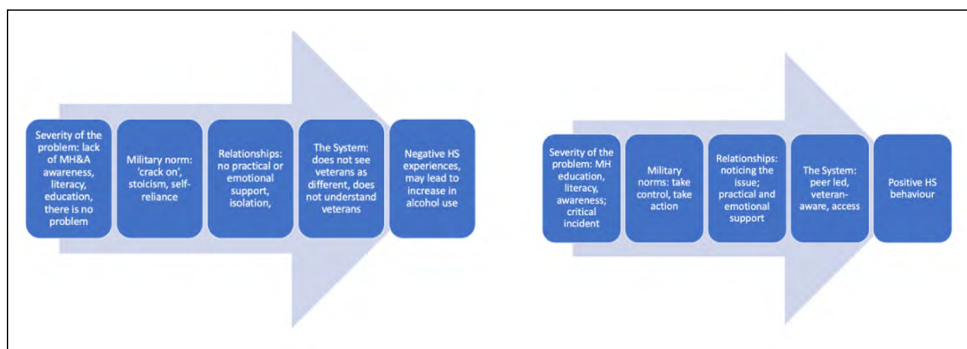 Severity of the
problem: lack
of MH&A
awareness,
literacy,
education,
there is no
problem
Military norm:
'crack on',
stoicism, self-
reliance
Relationships:
no practical or
emotional
support,
isolation,
The System:
does not see
veterans as
different, does
not understand
veterans
Negative HS
experiences,
may lead to
increase in
alcohol use
Severity of the
problem: MH
education,
literacy,
awareness;
critical
incident
Military
norms: take
control, take
action
Relationships:
noticing the
issue;
practical and
emotional
support
The System:
peer led,
veteran-
aware, access
Positive HS
behaviour